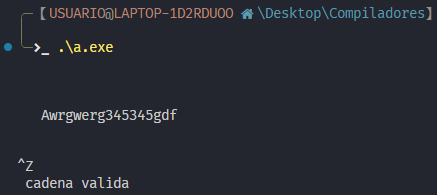 [USUARIO@LAPTOP-1D2RDUOO \Desktop\Compiladores]
>_ .\a.exe
Awrgwerg345345gdf
^Z
cadena valida